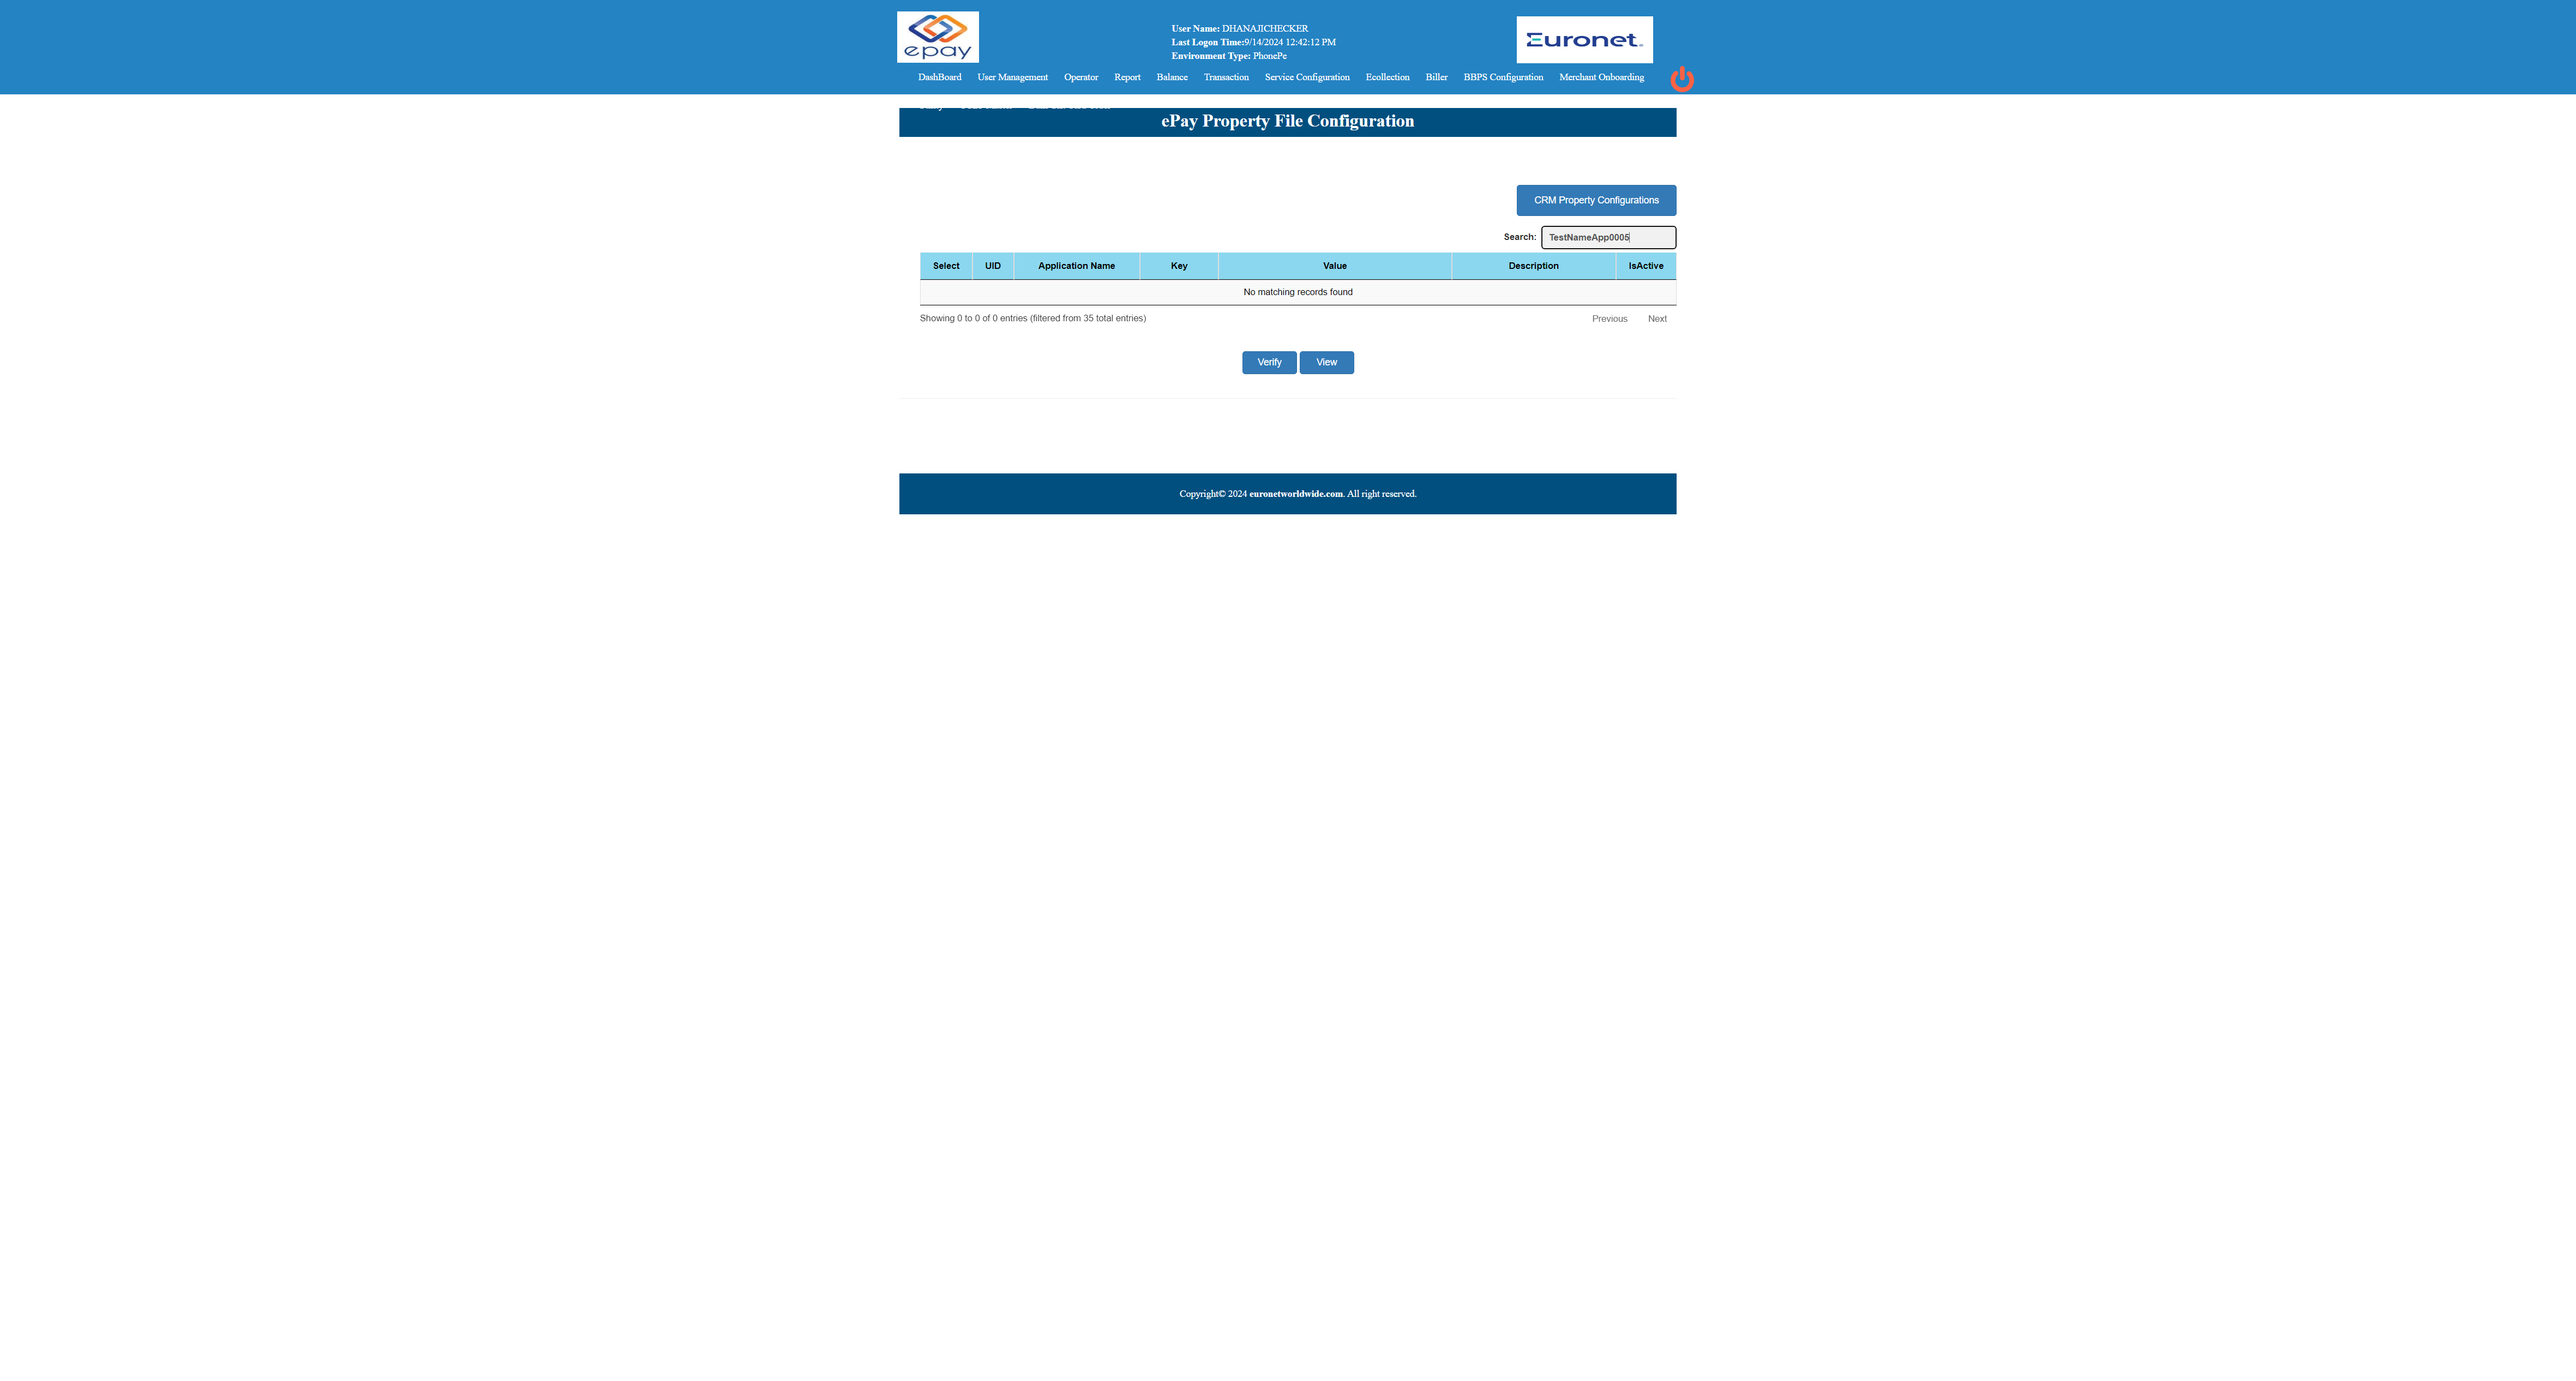 epay
User Name: DHANAJICHECKER
Last Logon Time:9/14/2024 12:42:12 PM
Environment Type: PhonePe
Euronet
DashBoard User Management Operator Report Balance Transaction Service Configuration Ecollection Biller BBPS Configuration Merchant Onboarding
ePay Property File Configuration
CRM Property Configurations
Search: TestNameApp0005
Select UID Application Name Key Value Description IsActive
No matching records found
Showing 0 to 0 of 0 entries (filtered from 35 total entries) Previous Next
Verify View
Copyright© 2024 euronetworldwide.com. All right reserved.